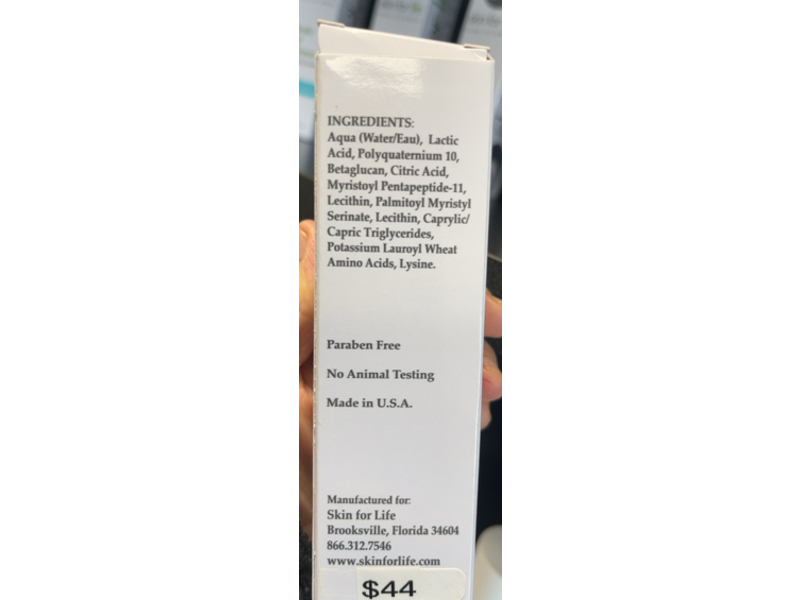 INGREDIENTS:
Aqua (Water/Eau), Lactic
Acid, Polyquaternium 10,
Betaglucan, Citric Acid,
Myristoyl Pentapeptide-11,
Lecithin, Palmitoyl Myristyl
Serinate, Lecithin, Caprylic/
Capric Triglycerides,
Potassium Lauroyl Wheat
Amino Acids, Lysine.
Paraben Free
No Animal Testing
Made in U.S.A.
Manufactured for:
Skin for Life
Brooksville, Florida 34604
866.312.7546
www.skinforlife.com
$44